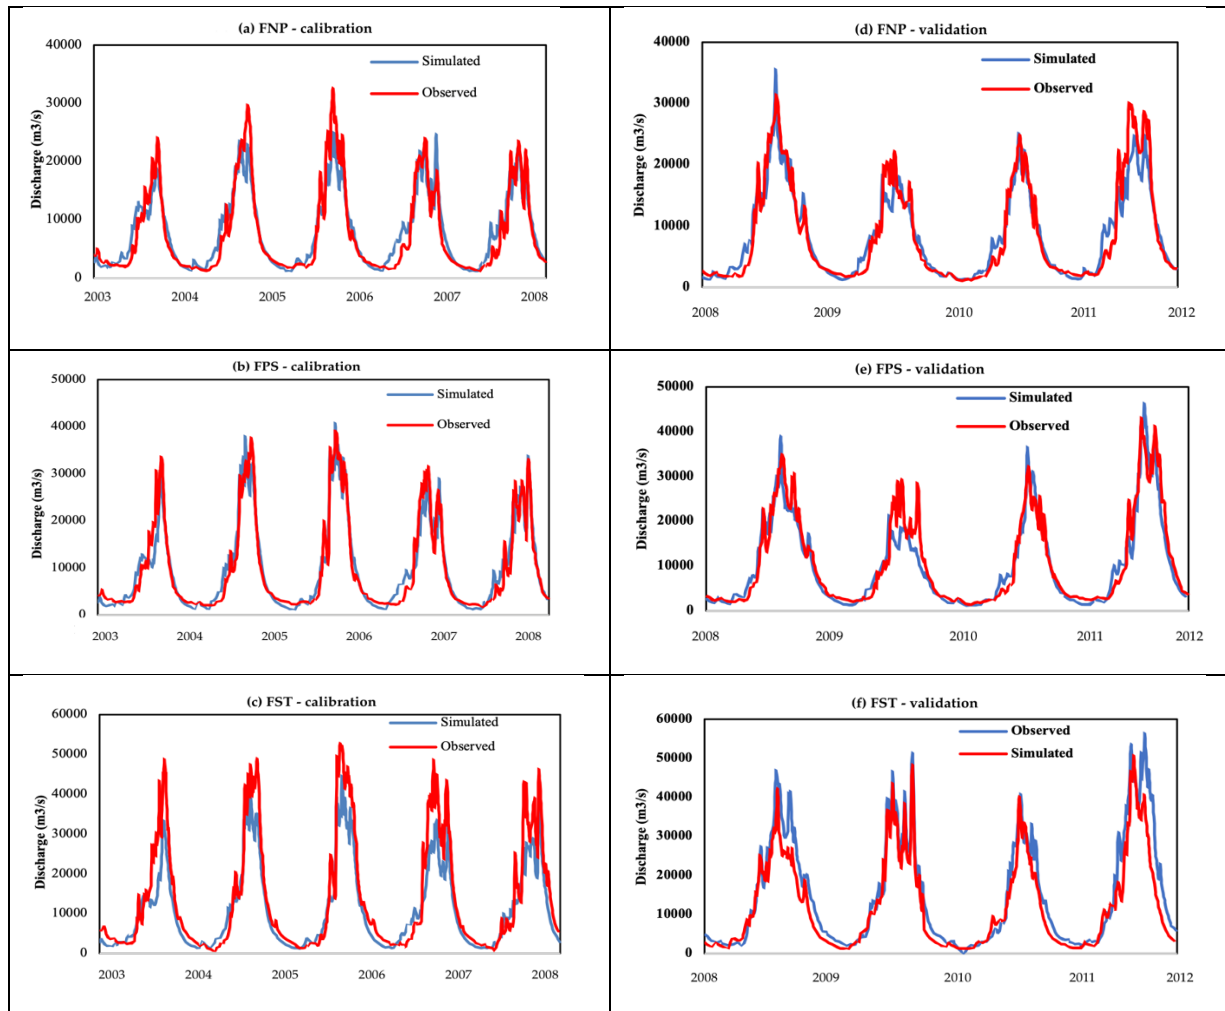 (a) FNP - calibration
40000
30000
20000
10000
0
Discharge (m3/s)
Simulated
Observed
2003 2004 2005 2006 2007 2008
(d) FNP - validation
40000
30000
20000
10000
0
Discharge (m3/s)
Simulated
Observed
2008 2009 2010 2011 2012
(b) FPS - calibration
50000
40000
30000
20000
10000
0
Discharge (m3/s)
Simulated
Observed
2003 2004 2005 2006 2007 2008
(e) FPS - validation
50000
40000
30000
20000
10000
0
Discharge (m3/s)
Simulated
Observed
2008 2009 2010 2011 2012
(c) FST - calibration
60000
50000
40000
30000
20000
10000
0
Discharge (m3/s)
Simulated
Observed
2003 2004 2005 2006 2007 2008
(f) FST - validation
60000
50000
40000
30000
20000
10000
0
Discharge (m3/s)
Observed
Simulated
2008 2009 2010 2011 2012